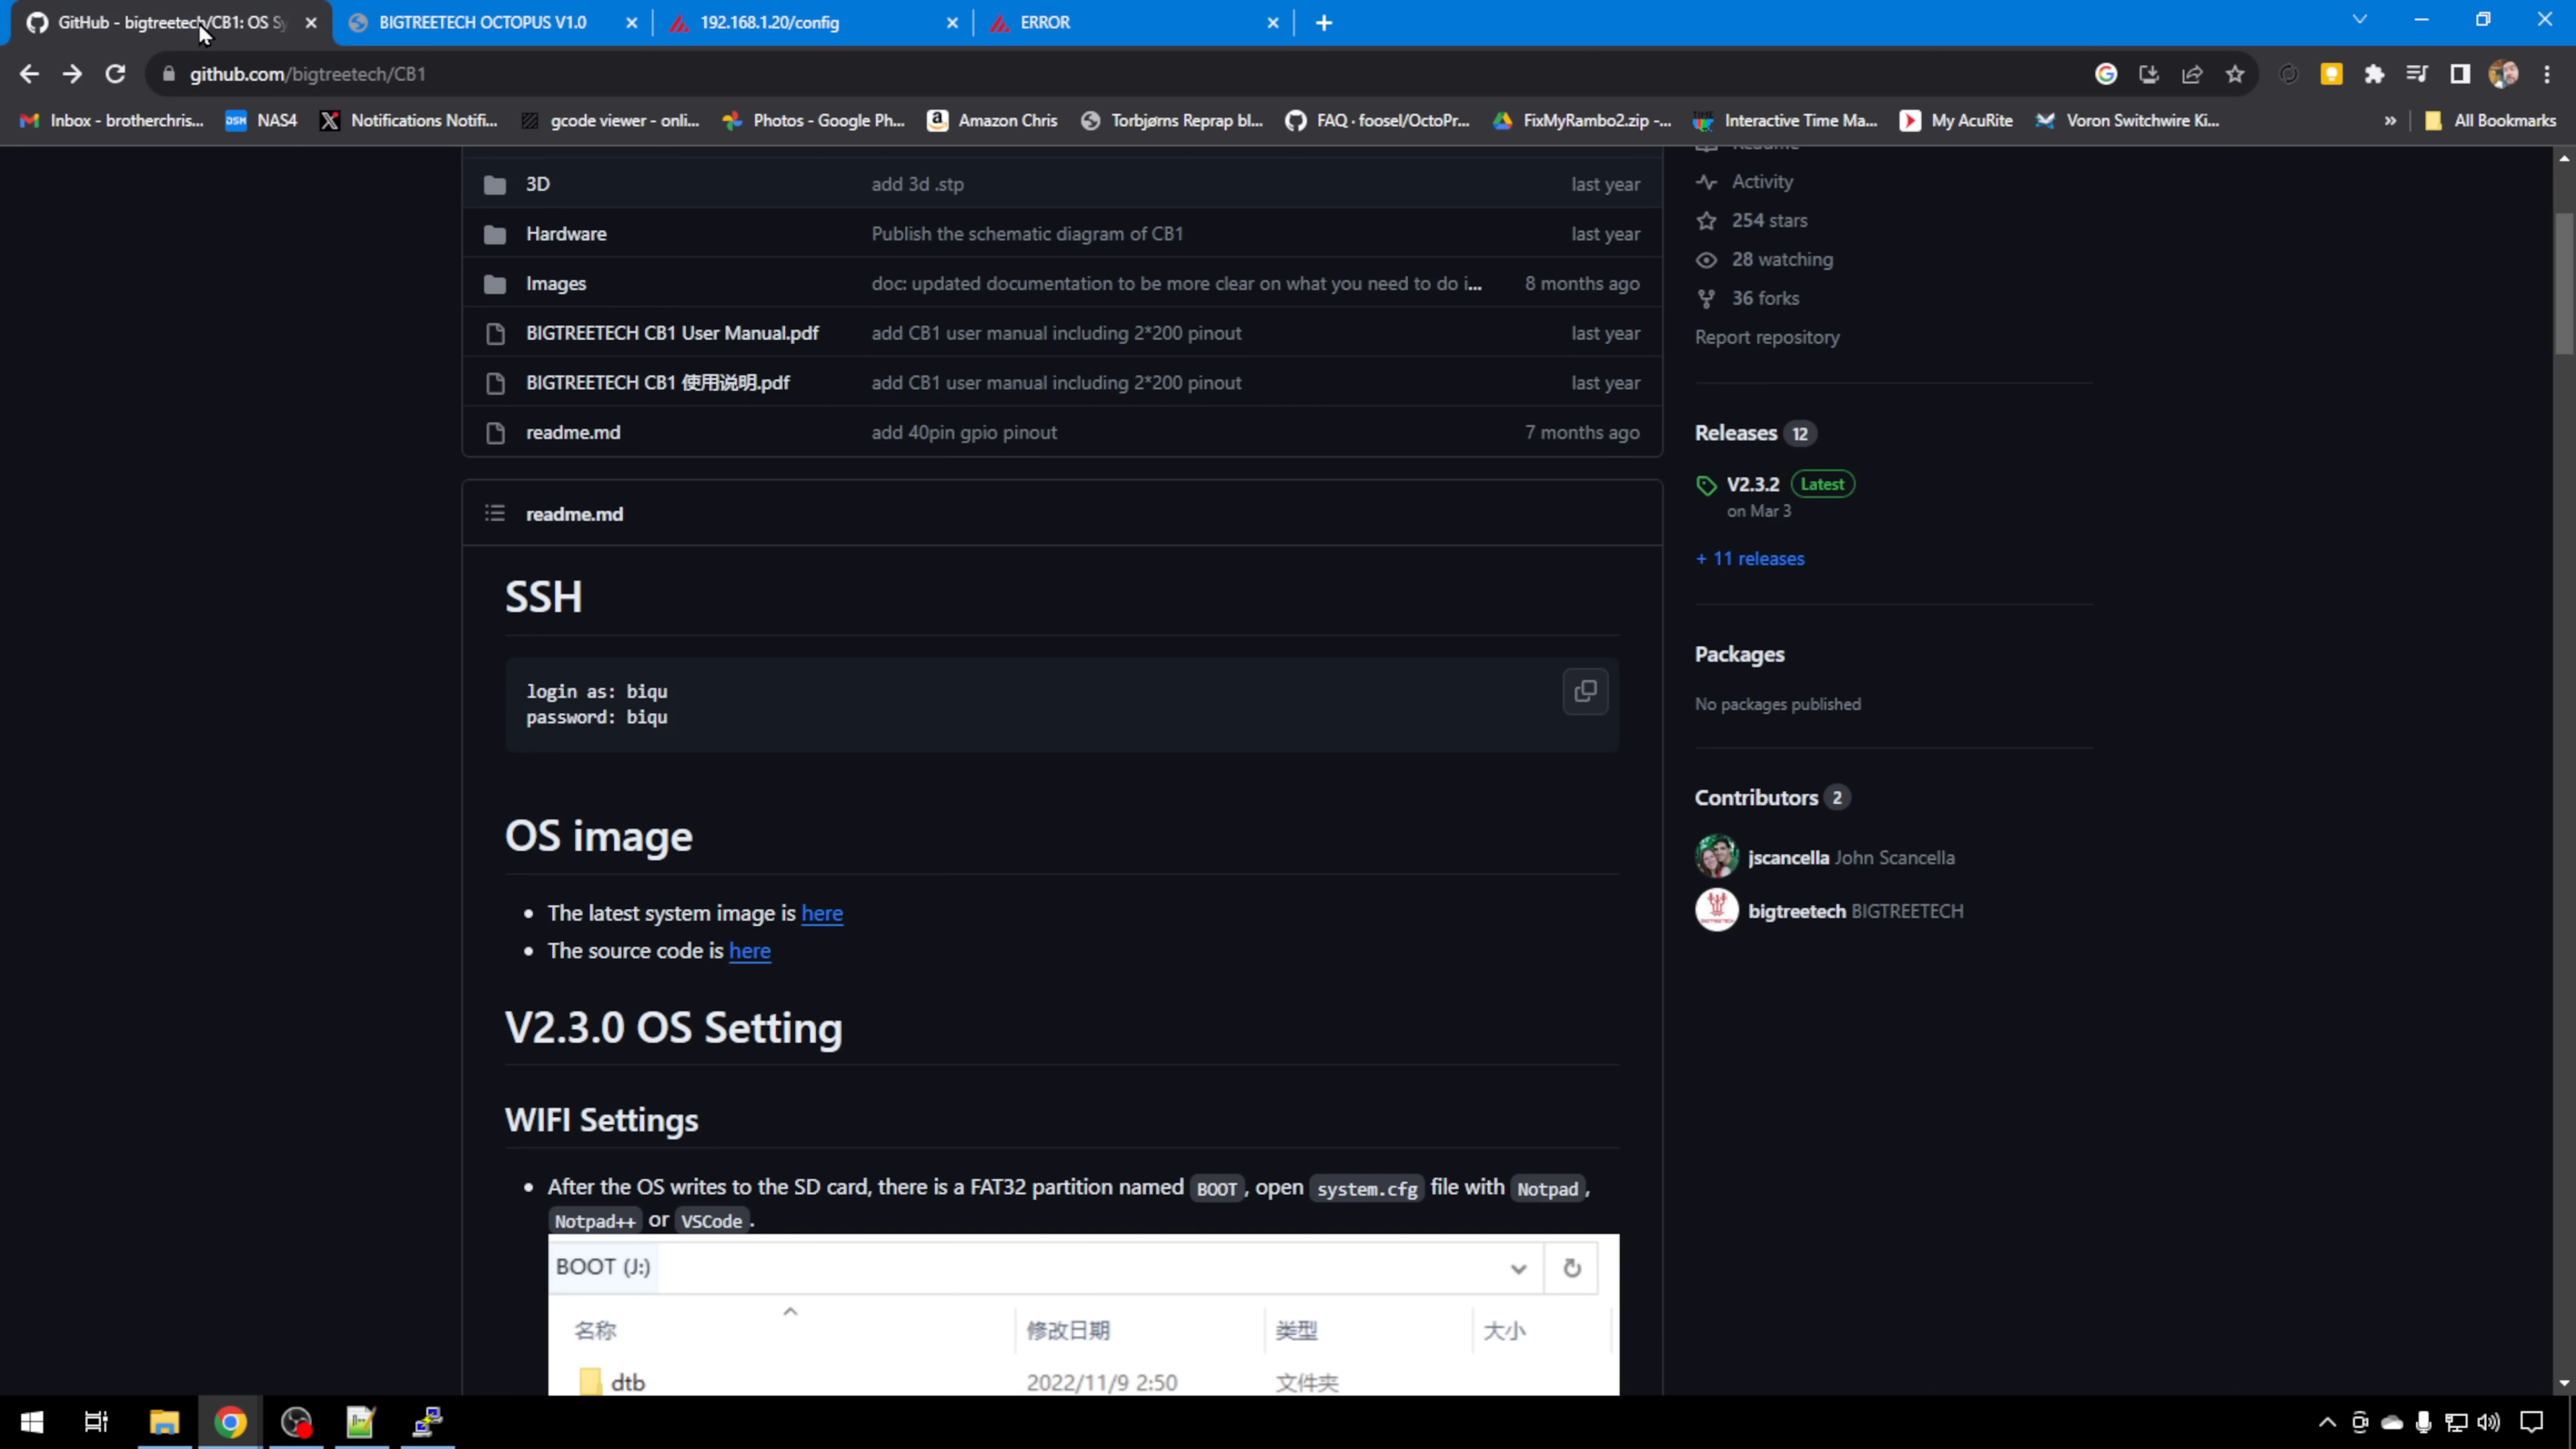 GitHub - bigtreetech/CB1: OS Sy
BIGTREETECH OCTOPUS V1.0
192.168.1.20/config
ERROR
github.com/bigtreetech/CB1
Inbox - brotherchris...
NAS4
Notifications Notifi...
gcode viewer - onli...
Photos - Google Ph...
Amazon Chris
Torbjørns Reprap bl...
FAQ · foosel/OctoPr...
FixMyRambo2.zip -...
Interactive Time Ma...
My AcuRite
Voron Switchwire Ki...
»
All Bookmarks
3D add 3d .stp last year
Hardware Publish the schematic diagram of CB1 last year
Images doc: updated documentation to be more clear on what you need to do i... 8 months ago
BIGTREETECH CB1 User Manual.pdf add CB1 user manual including 2*200 pinout last year
BIGTREETECH CB1 使用说明.pdf add CB1 user manual including 2*200 pinout last year
readme.md add 40pin gpio pinout 7 months ago
readme.md
SSH
login as: biqu
password: biqu
OS image
The latest system image is here
The source code is here
V2.3.0 OS Setting
WIFI Settings
After the OS writes to the SD card, there is a FAT32 partition named BOOT, open system.cfg file with Notpad,
Notpad++ or VSCode.
BOOT (J:)
名称 修改日期 类型 大小
dtb 2022/11/9 2:50 文件夹
Readme
Activity
254 stars
28 watching
36 forks
Report repository
Releases 12
V2.3.2 Latest
on Mar 3
+ 11 releases
Packages
No packages published
Contributors 2
jscancella John Scancella
bigtreetech BIGTREETECH